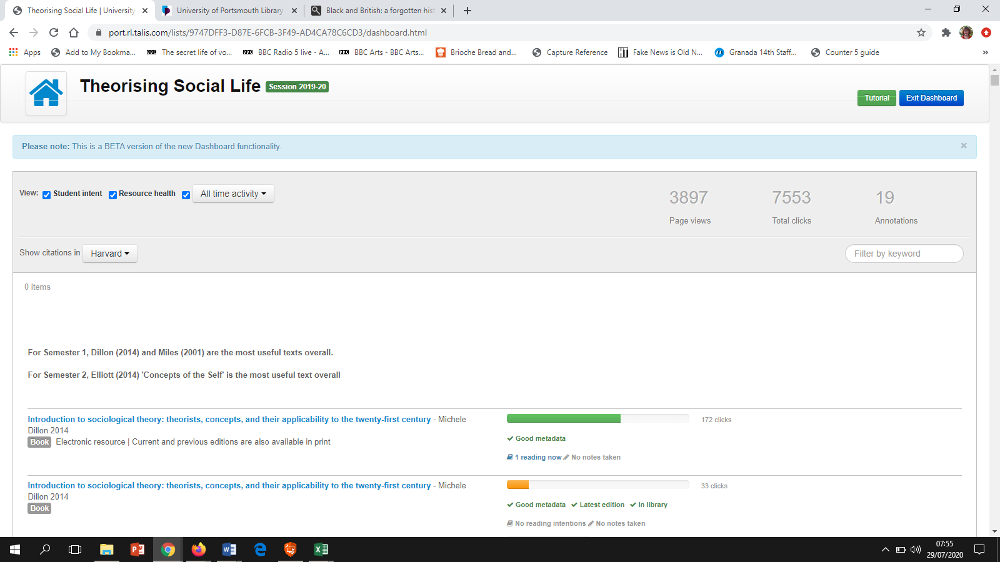 Theorising Social Life | University
University of Portsmouth Library
Black and British: a forgotten hist
port.rl.talis.com/lists/9747DFF3-D87E-6FCB-3F49-AD4CA78C6CD3/dashboard.html
Apps
Add to My Bookma...
BBC The secret life of vo...
BBC BBC Radio 5 live - A...
BBC BBC Arts - BBC Arts...
Brioche Bread and...
Capture Reference
Fake News is Old N...
Granada 14th Staff...
Counter 5 guide
»
Theorising Social Life Session 2019-20
Tutorial Exit Dashboard
Please note: This is a BETA version of the new Dashboard functionality.
View: Student intent Resource health All time activity
3897 7553 19
Page views Total clicks Annotations
Show citations in Harvard
Filter by keyword
0 items
For Semester 1, Dillon (2014) and Miles (2001) are the most useful texts overall.
For Semester 2, Elliott (2014) 'Concepts of the Self' is the most useful text overall
Introduction to sociological theory: theorists, concepts, and their applicability to the twenty-first century - Michele
Dillon 2014
Book Electronic resource | Current and previous editions are also available in print
172 clicks
Good metadata
1 reading now No notes taken
Introduction to sociological theory: theorists, concepts, and their applicability to the twenty-first century - Michele
Dillon 2014
Book
33 clicks
Good metadata Latest edition In library
No reading intentions No notes taken
07:55
29/07/2020